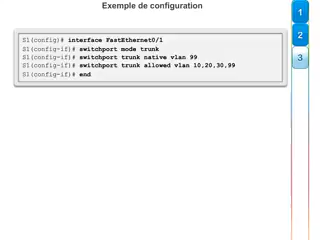 Exemple de configuration
1
2
3
S1(config)# interface FastEthernet0/1
S1(config-if)# switchport mode trunk
S1(config-if)# switchport trunk native vlan 99
S1(config-if)# switchport trunk allowed vlan 10,20,30,99
S1(config-if)# end